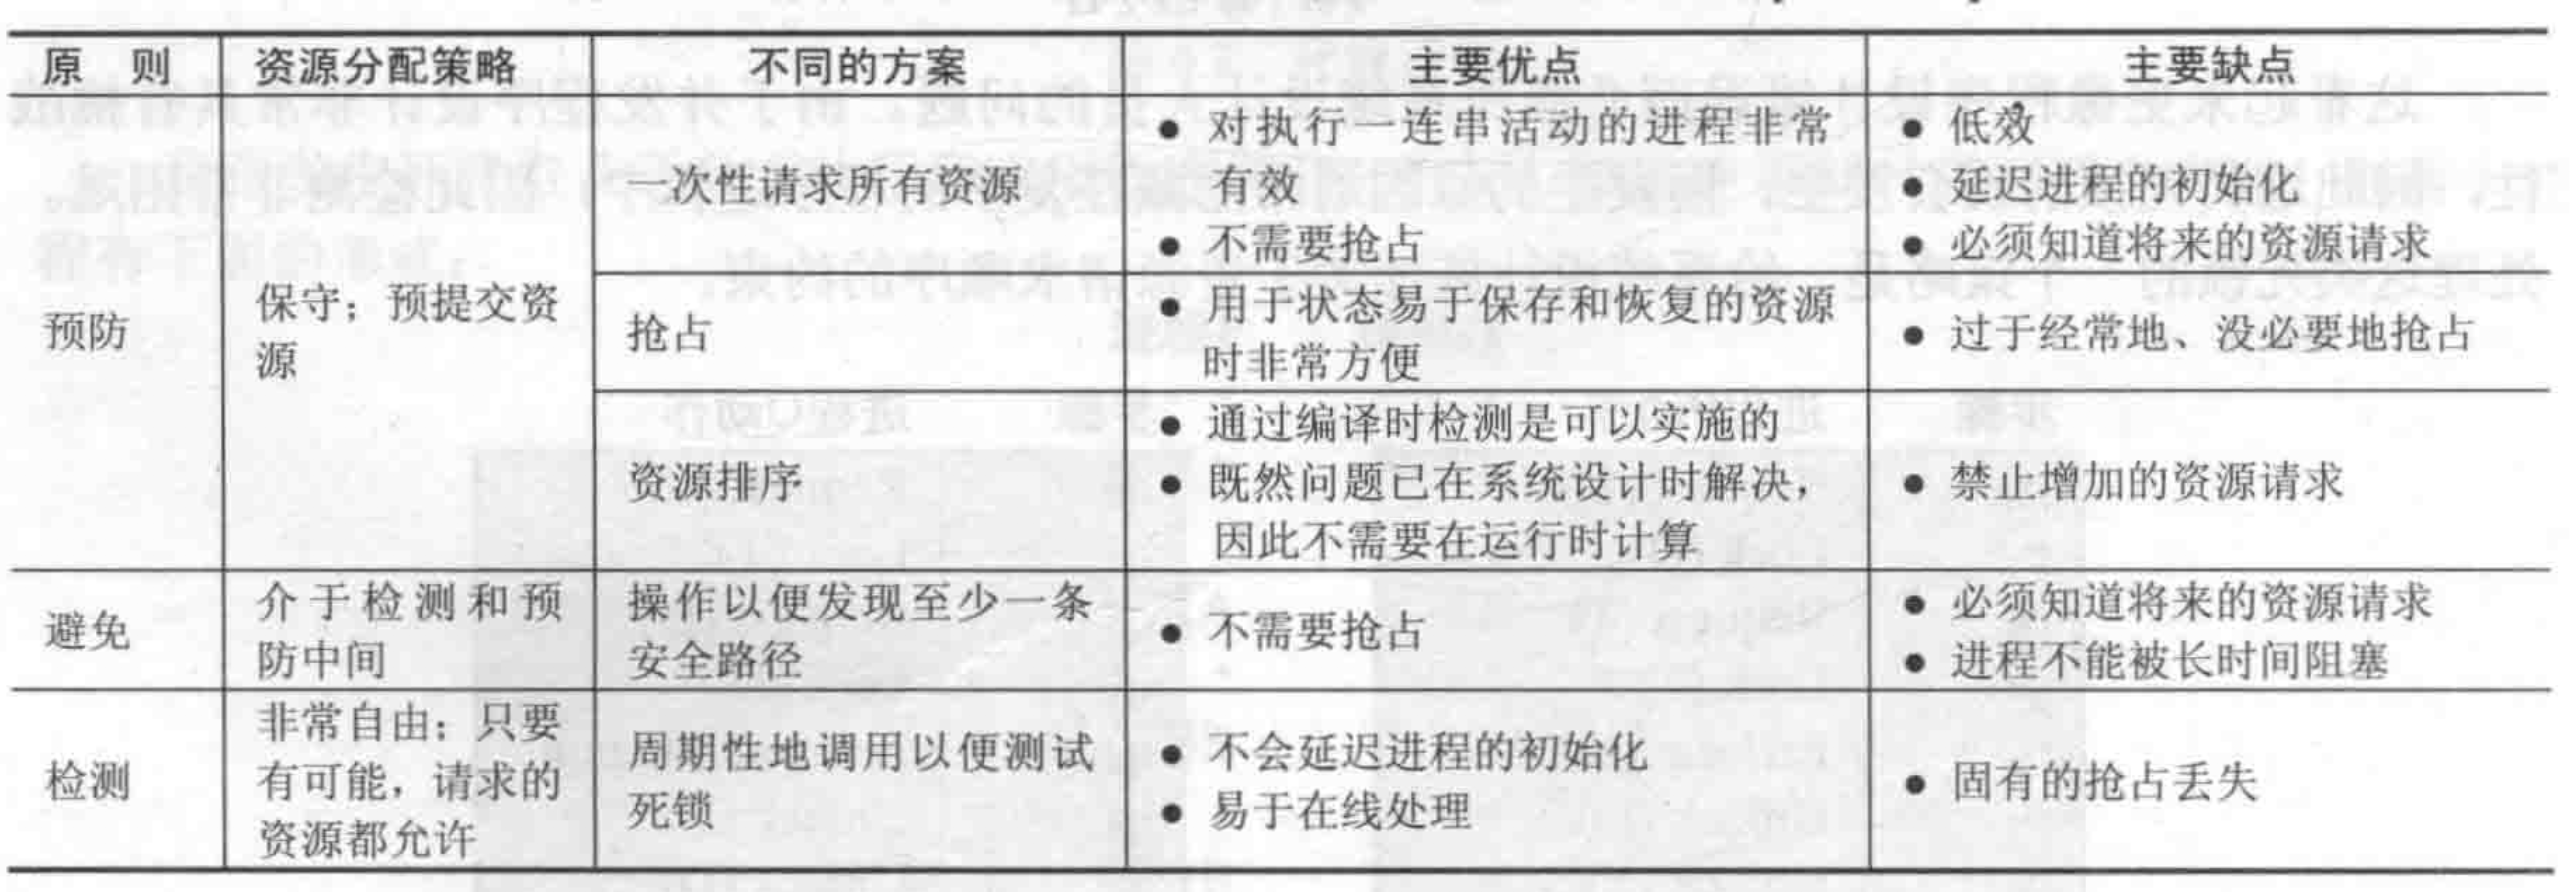 原 则 资源分配策略 不同的方案 主要优点 主要缺点
预防
保守；预提交资
源
一次性请求所有资源
● 对执行一连串活动的进程非常
有效
● 不需要抢占
● 低效
● 延迟进程的初始化
● 必须知道将来的资源请求
抢占
● 用于状态易于保存和恢复的资源
时非常方便
● 过于经常地、没必要地抢占
资源排序
● 通过编译时检测是可以实施的
● 既然问题已在系统设计时解决，
因此不需要在运行时计算
● 禁止增加的资源请求
避免
介于检测和预
防中间
操作以便发现至少一条
安全路径
● 不需要抢占
● 必须知道将来的资源请求
● 进程不能被长时间阻塞
检测
非常自由；只要
有可能，请求的
资源都允许
周期性地调用以便测试
死锁
● 不会延迟进程的初始化
● 易于在线处理
● 固有的抢占丢失